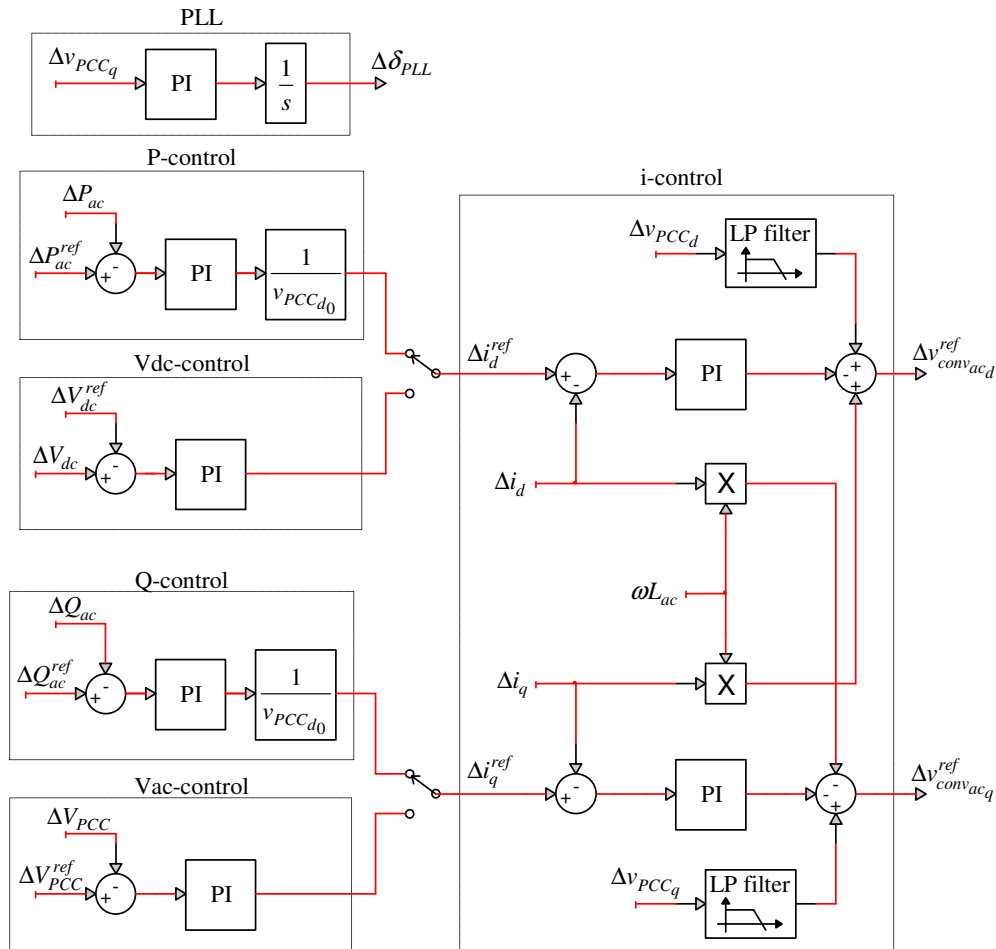 PLL
Δv_PCC_q
PI
1
s
Δδ_PLL
P-control
ΔP_ac
ΔP_ac^ref
+ -
PI
1
v_PCC_d_0
Vdc-control
ΔV_dc^ref
ΔV_dc
+ -
PI
Q-control
ΔQ_ac
ΔQ_ac^ref
+ -
PI
1
v_PCC_d_0
Vac-control
ΔV_PCC
ΔV_PCC^ref
+ -
PI
i-control
Δv_PCC_d
LP filter
Δi_d^ref
+ -
PI
- + +
Δv_conv_ac_d^ref
Δi_d
X
ωL_ac
Δi_q
X
Δi_q^ref
+ -
PI
- - +
Δv_conv_ac_q^ref
Δv_PCC_q
LP filter